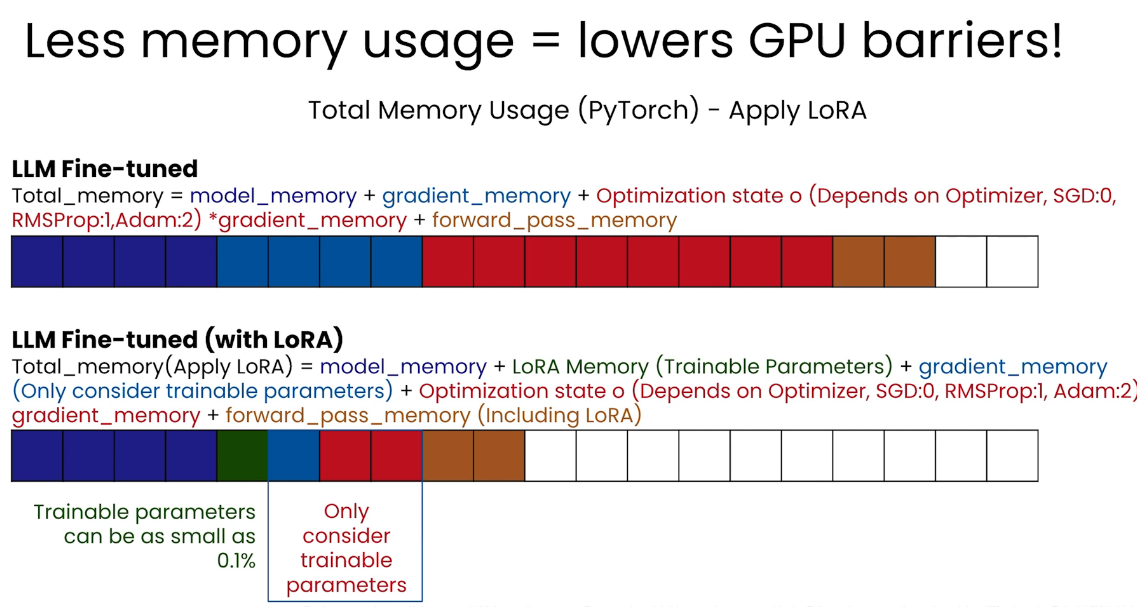 Less memory usage = lowers GPU barriers!
Total Memory Usage (PyTorch) - Apply LoRA
LLM Fine-tuned
Total_memory = model_memory + gradient_memory + Optimization state o (Depends on Optimizer, SGD:0,
RMSProp:1,Adam:2) *gradient_memory + forward_pass_memory
LLM Fine-tuned (with LoRA)
Total_memory(Apply LoRA) = model_memory + LoRA Memory (Trainable Parameters) + gradient_memory
(Only consider trainable parameters) + Optimization state o (Depends on Optimizer, SGD:0, RMSProp:1, Adam:2)
gradient_memory + forward_pass_memory (Including LoRA)
Trainable parameters
can be as small as
0.1%
Only
consider
trainable
parameters